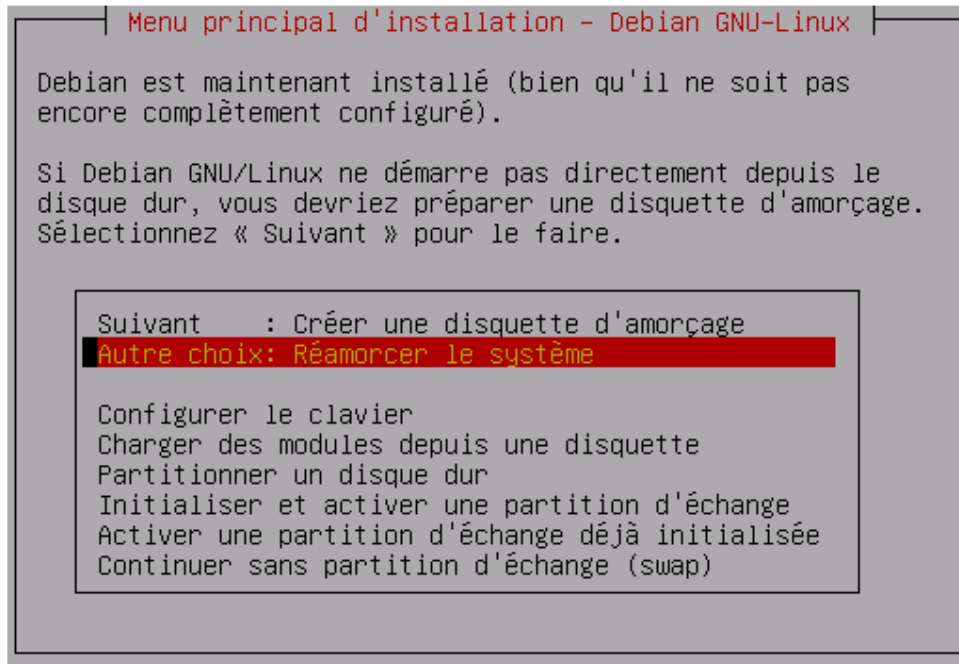 Menu principal d'installation - Debian GNU-Linux
Debian est maintenant installé (bien qu'il ne soit pas
encore complètement configuré).
Si Debian GNU/Linux ne démarre pas directement depuis le
disque dur, vous devriez préparer une disquette d'amorçage.
Sélectionnez « Suivant » pour le faire.
Suivant : Créer une disquette d'amorçage
Autre choix: Réamorcer le système
Configurer le clavier
Charger des modules depuis une disquette
Partitionner un disque dur
Initialiser et activer une partition d'échange
Activer une partition d'échange déjà initialisée
Continuer sans partition d'échange (swap)